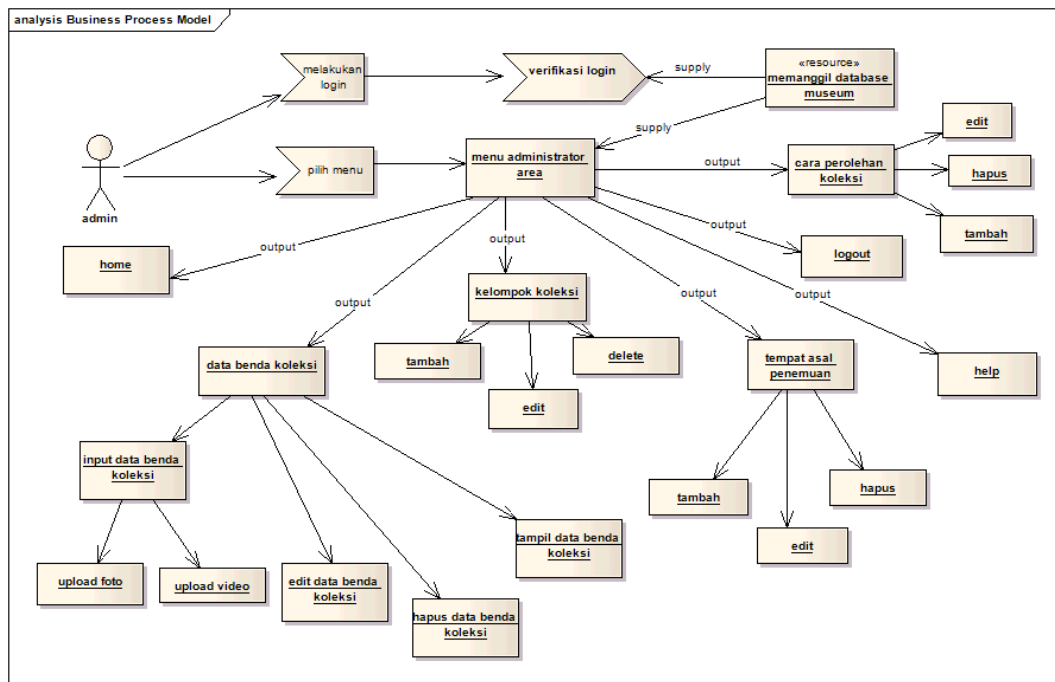 analysis Business Process Model
melakukan
login
verifikasi login
supply
«resource»
memanggil database
museum
supply
edit
admin
pilih menu
menu administrator
area
output
cara perolehan
koleksi
hapus
tambah
output
home
output
kelompok koleksi
output
logout
output
data benda koleksi
tambah
edit
delete
output
tempat asal
penemuan
output
help
input data benda
koleksi
tambah
edit
hapus
upload foto
upload video
edit data benda
koleksi
hapus data benda
koleksi
tampil data benda
koleksi